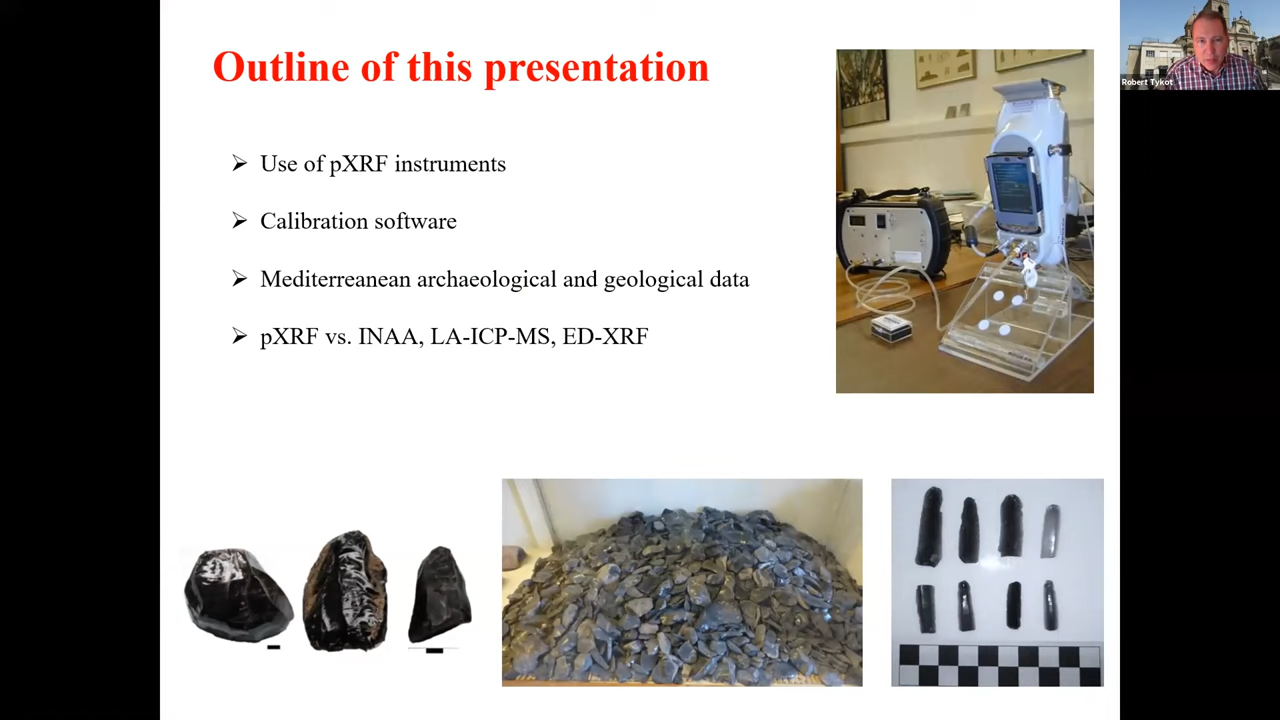 Outline of this presentation
Robert Tykot
➢ Use of pXRF instruments
➢ Calibration software
➢ Mediterreanean archaeological and geological data
➢ pXRF vs. INAA, LA-ICP-MS, ED-XRF